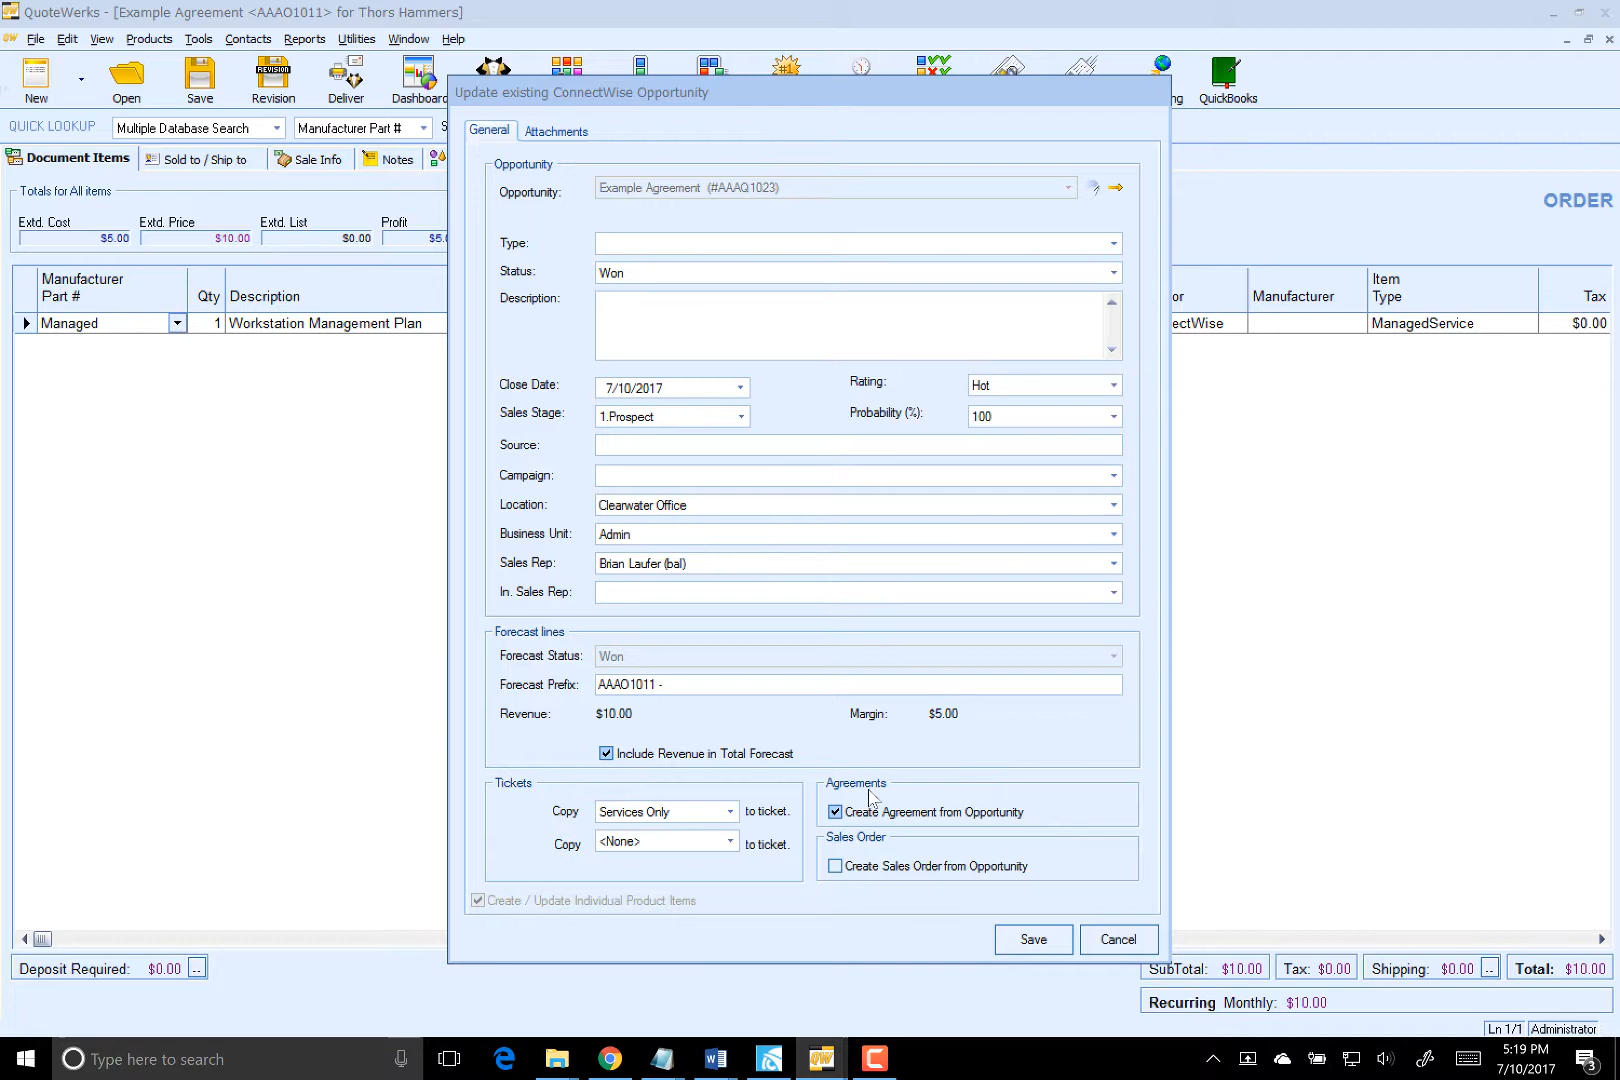 QuoteWerks - [Example Agreement <AAAO1011> for Thors Hammers]
File Edit View Products Tools Contacts Reports Utilities Window Help
New Open Save Revision Deliver Dashboard QuickBooks
REVISION
QUICK LOOKUP Multiple Database Search Manufacturer Part #
Document Items Sold to / Ship to Sale Info Notes
Totals for All items
Extd. Cost Extd. Price Extd. List Profit
$5.00 $10.00 $0.00
ORDER
Manufacturer Part # Qty Description Manufacturer Item Type Tax
Managed 1 Workstation Management Plan ManagedService $0.00
Update existing ConnectWise Opportunity
General Attachments
Opportunity
Opportunity: Example Agreement (#AAAQ1023)
Type:
Status: Won
Description:
Close Date: 7/10/2017 Rating: Hot
Sales Stage: 1.Prospect Probability (%): 100
Source:
Campaign:
Location: Clearwater Office
Business Unit: Admin
Sales Rep: Brian Laufer (bal)
In. Sales Rep:
Forecast lines
Forecast Status: Won
Forecast Prefix: AAAO1011 -
Revenue: $10.00 Margin: $5.00
Include Revenue in Total Forecast
Tickets
Copy Services Only to ticket.
Copy <None> to ticket.
Agreements
Create Agreement from Opportunity
Sales Order
Create Sales Order from Opportunity
Create / Update Individual Product Items
Save Cancel
Deposit Required: $0.00 ..
SubTotal: $10.00 Tax: $0.00 Shipping: $0.00 .. Total: $10.00
Recurring Monthly: $10.00
Ln 1/1 Administrator
Type here to search
5:19 PM
7/10/2017
3